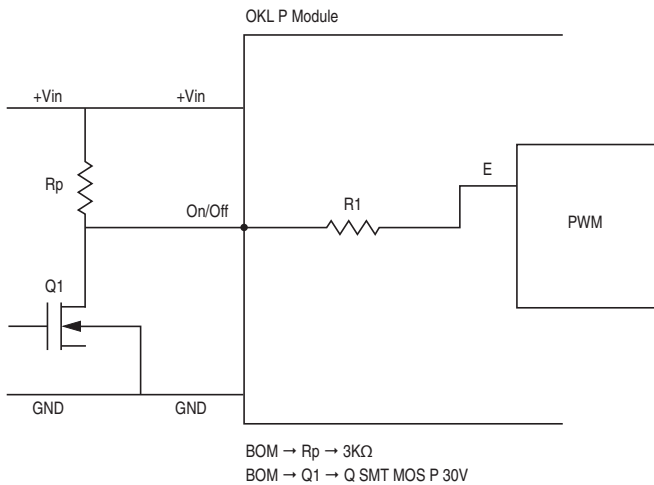 OKL P Module
+Vin
+Vin
Rp
On/Off
R1
E
PWM
Q1
GND
GND
BOM → Rp → 3KΩ
BOM → Q1 → Q SMT MOS P 30V